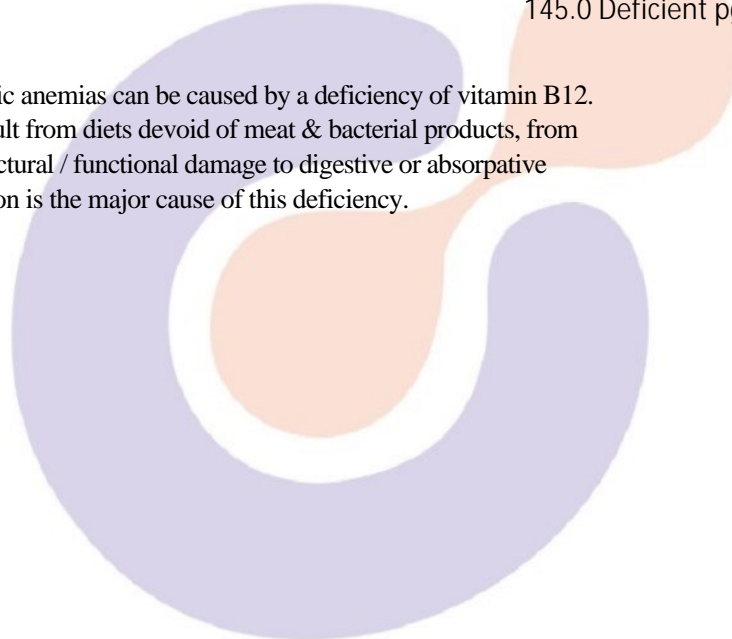 145.0 Deficient
ic anemias can be caused by a deficiency of vitamin B12.
ult from diets devoid of meat & bacterial products, from
ctural / functional damage to digestive or absorpative
on is the major cause of this deficiency.